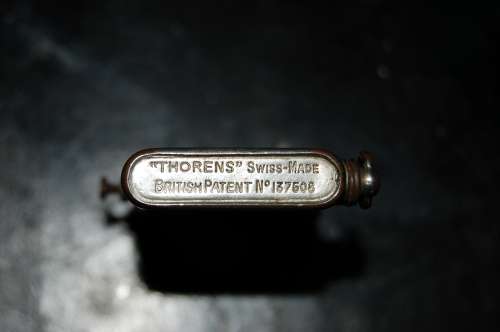 "THORENS" SWISS-MADE
BRITISH PATENT Nº 137508